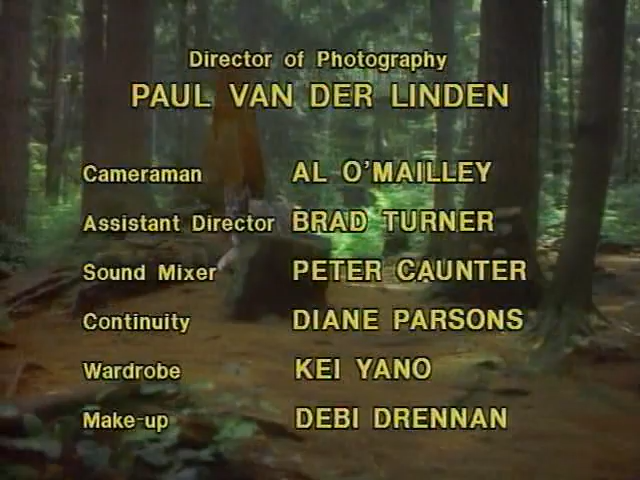 Director of Photography
PAUL VAN DER LINDEN
Cameraman AL O'MAILLEY
Assistant Director BRAD TURNER
Sound Mixer PETER CAUNTER
Continuity DIANE PARSONS
Wardrobe KEI YANO
Make-up DEBI DRENNAN